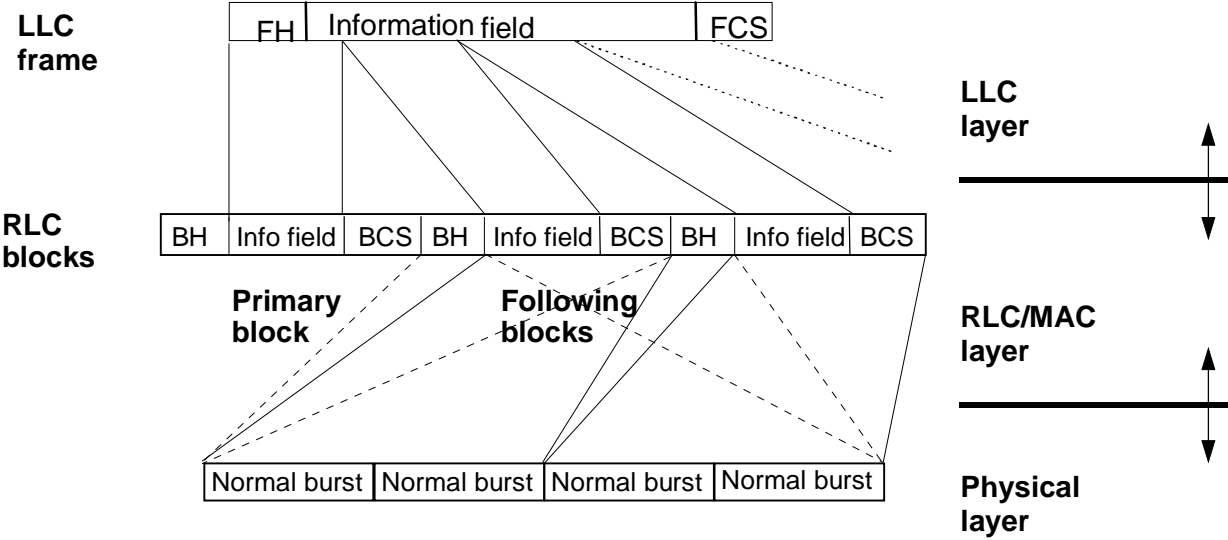 LLC
frame
FH
Information field
FCS
LLC
layer
RLC
blocks
BH
Info field
BCS
BH
Info field
BCS
BH
Info field
BCS
Primary
block
Following
blocks
RLC/MAC
layer
Normal burst
Normal burst
Normal burst
Normal burst
Physical
layer